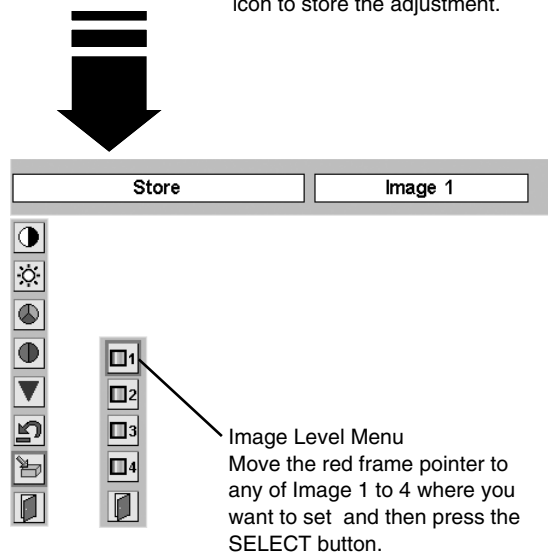 icon to store the adjustment.
Store
Image 1
1
2
3
4
Image Level Menu
Move the red frame pointer to
any of Image 1 to 4 where you
want to set and then press the
SELECT button.